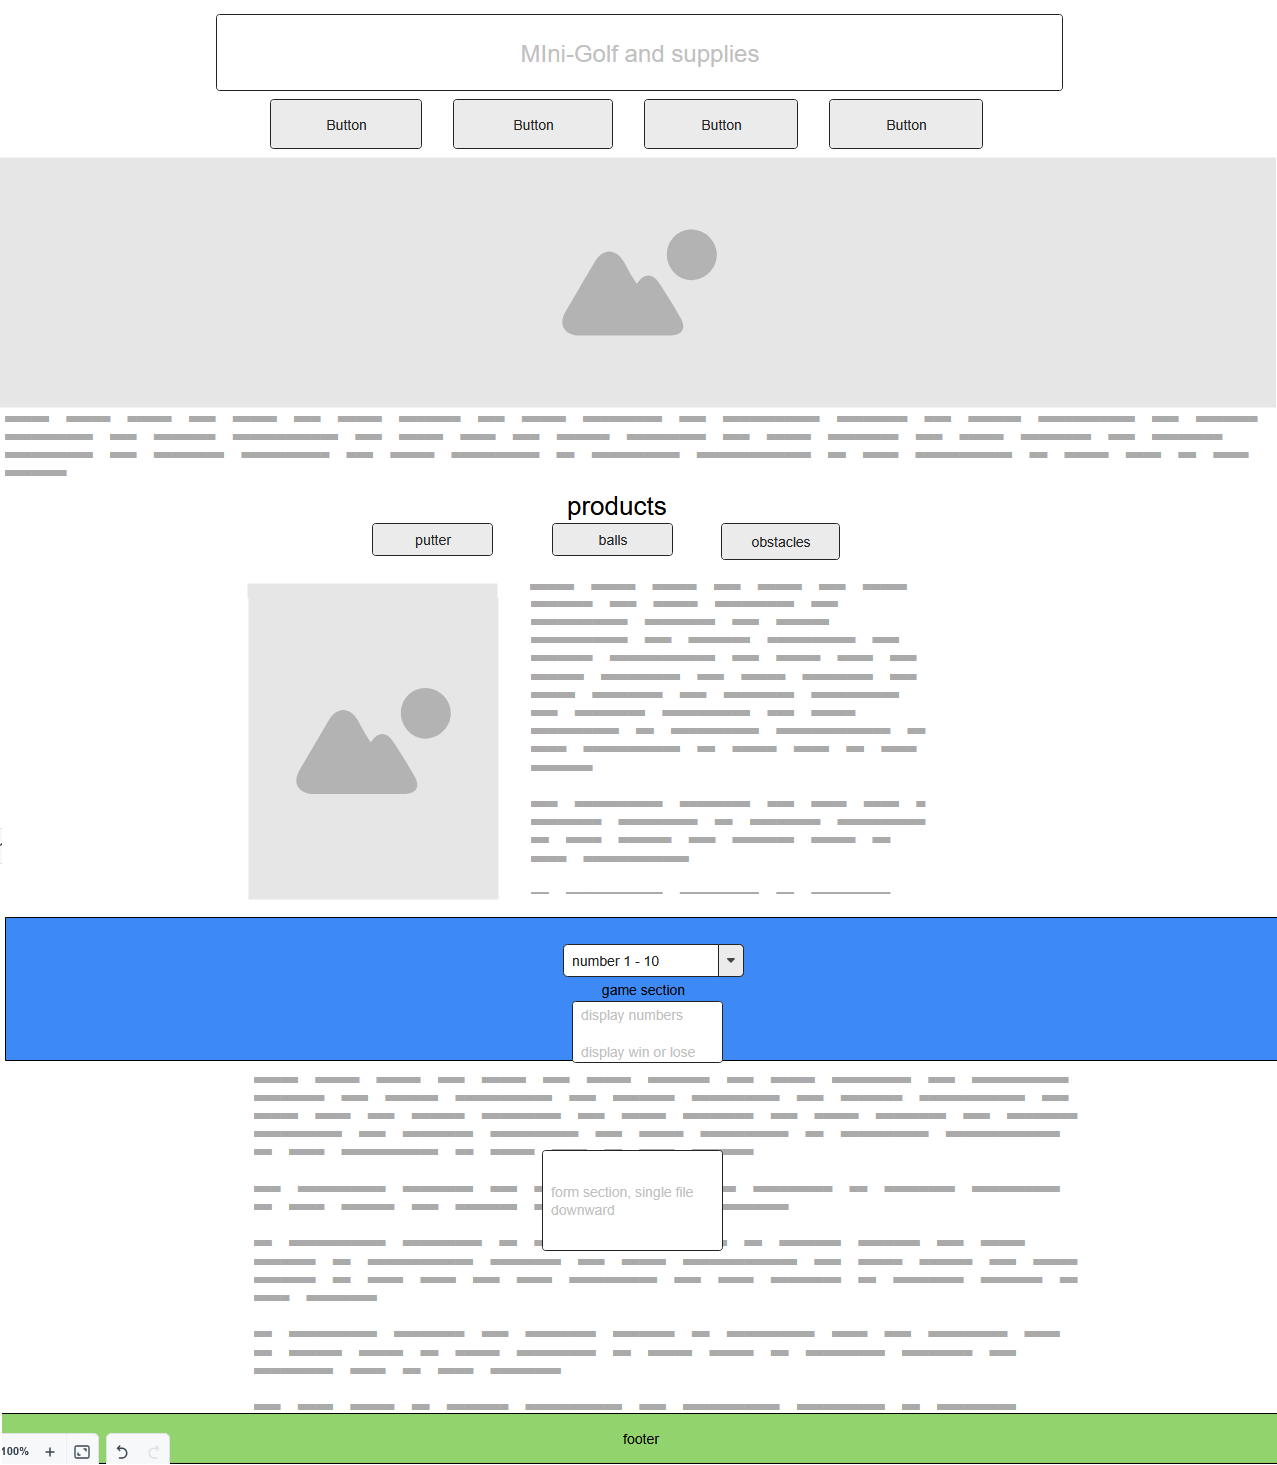 MIni-Golf and supplies
Button Button Button Button
products
putter balls obstacles
number 1 - 10
game section
display numbers
display win or lose
form section, single file
downward
footer
100%